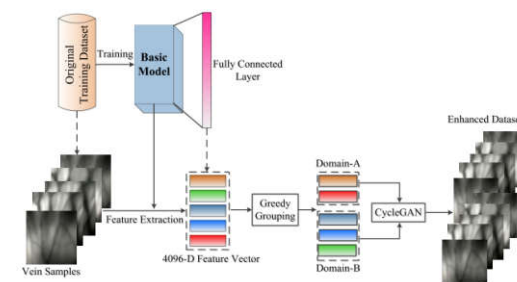 Original
Training Dataset
Training
Basic
Model
Fully Connected
Layer
Enhanced Dataset
Domain-A
Feature Extraction
Greedy
Grouping
CycleGAN
Vein Samples
4096-D Feature Vector
Domain-B